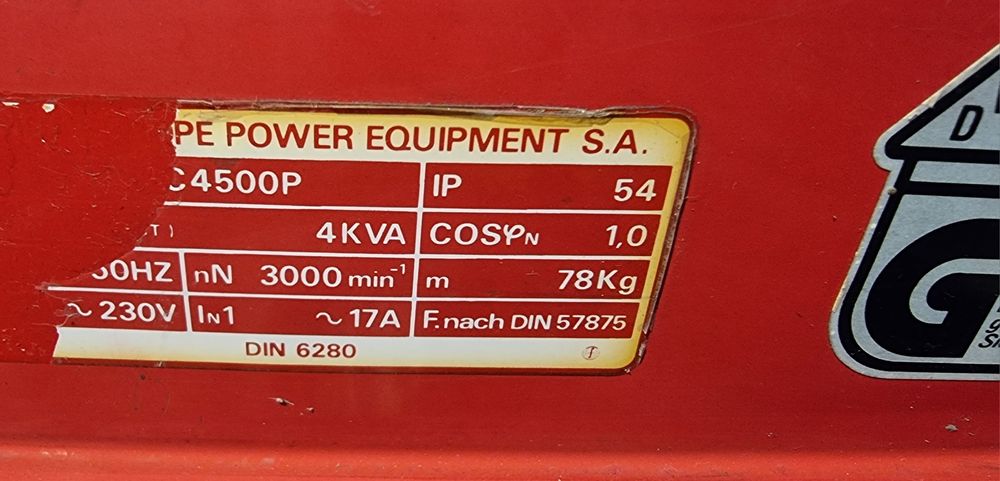 PE POWER EQUIPMENT S.A.
C4500P IP 54
T) 4KVA COSφN 1,0
50HZ nN 3000 min⁻¹ m 78Kg
~230V IN1 ~17A F. nach DIN 57875
DIN 6280
D
G